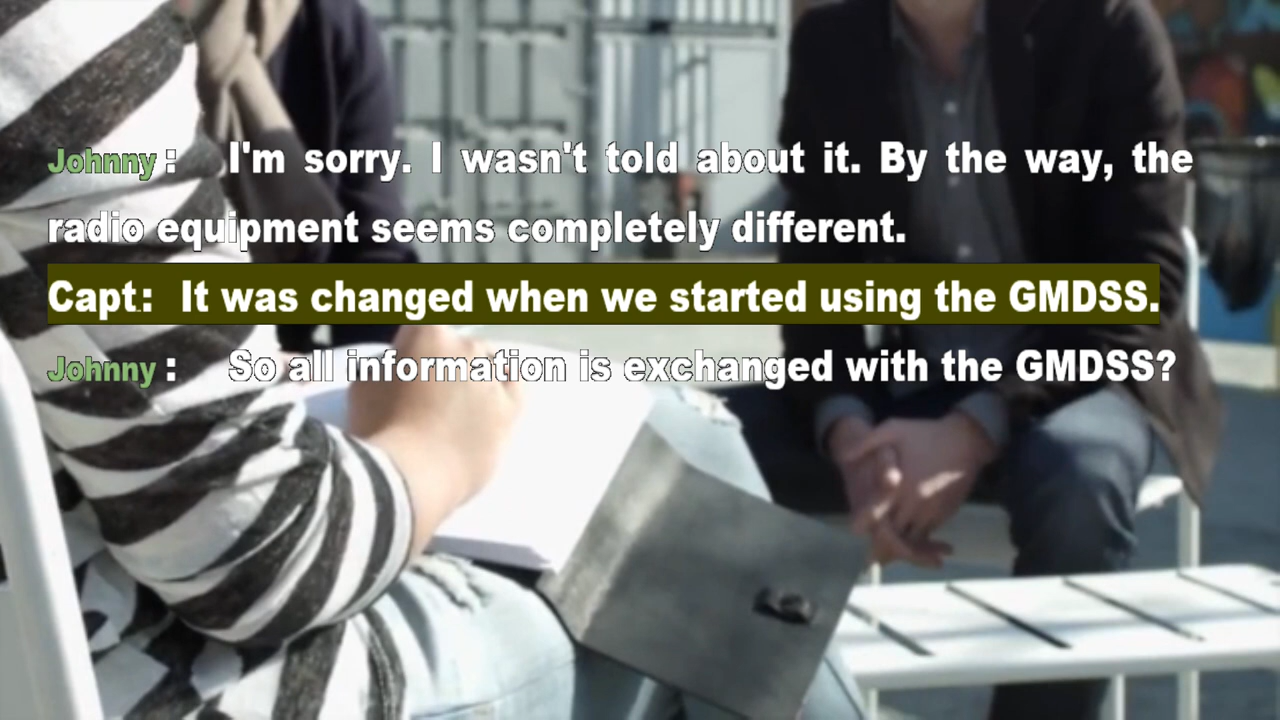 Johnny: I'm sorry. I wasn't told about it. By the way, the
radio equipment seems completely different.
Capt: It was changed when we started using the GMDSS.
Johnny: So all information is exchanged with the GMDSS?